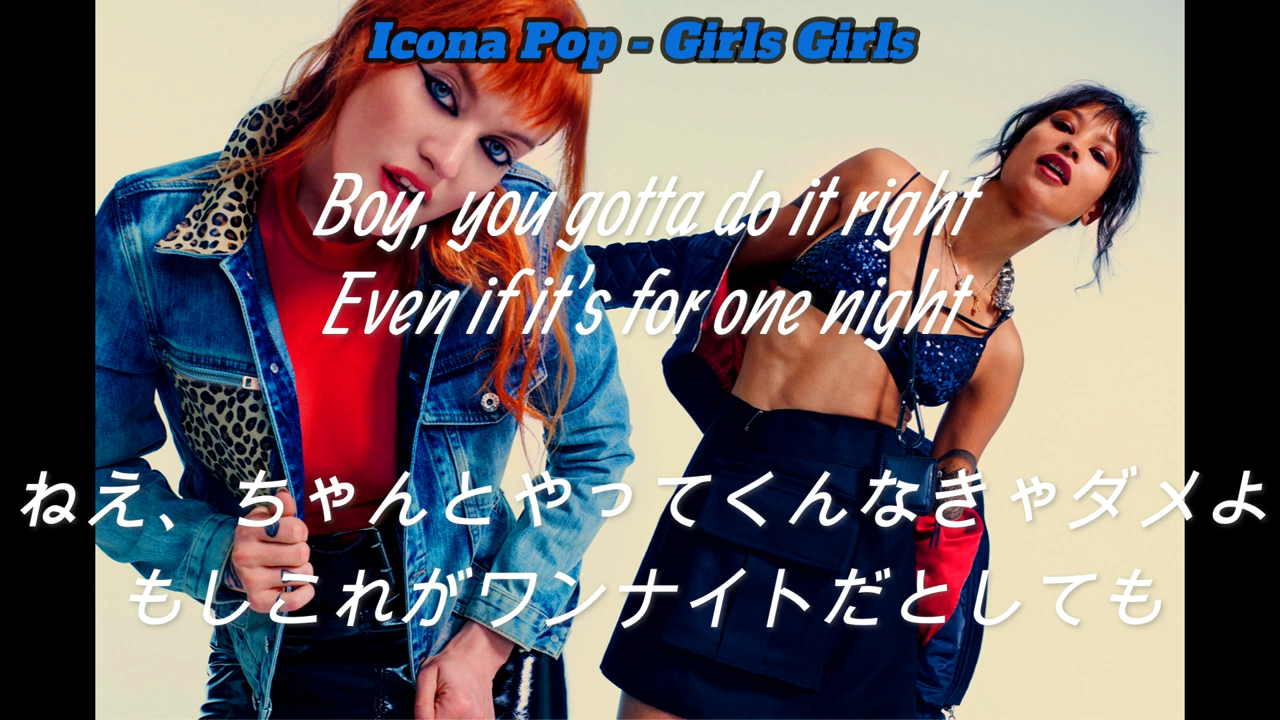 Icona Pop - Girls Girls
Boy, you gotta do it right
Even if it's for one night
ねえ、ちゃんとやってくんなきゃダメよ
もしこれがワンナイトだとしても